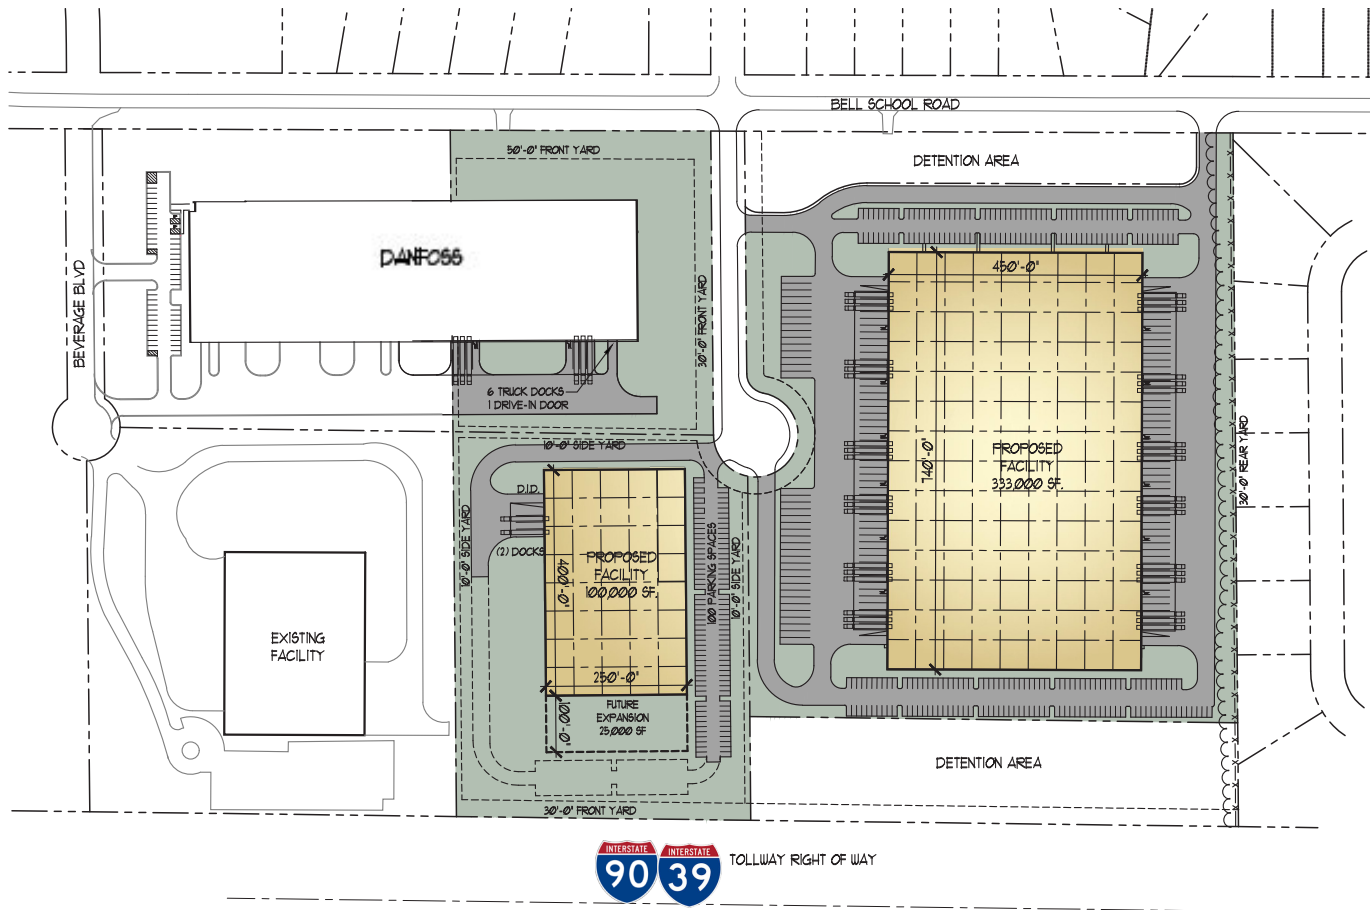 BELL SCHOOL ROAD
50'-0" FRONT YARD
DETENTION AREA
DANFOSS
BEVERAGE BLVD
30'-0" FRONT YARD
450'-0"
6 TRUCK DOCKS
1 DRIVE-IN DOOR
10'-0" SIDE YARD
740'-0"
PROPOSED
FACILITY
333,000 SF.
30'-0" REAR YARD
D.I.D.
(2) DOCKS
10'-0" SIDE YARD
PROPOSED
FACILITY
100,000 SF.
400'-0"
100 PARKING SPACES
10'-0" SIDE YARD
EXISTING
FACILITY
250'-0"
100'-0"
FUTURE
EXPANSION
25,000 SF
DETENTION AREA
30'-0" FRONT YARD
INTERSTATE
90
INTERSTATE
39
TOLLWAY RIGHT OF WAY